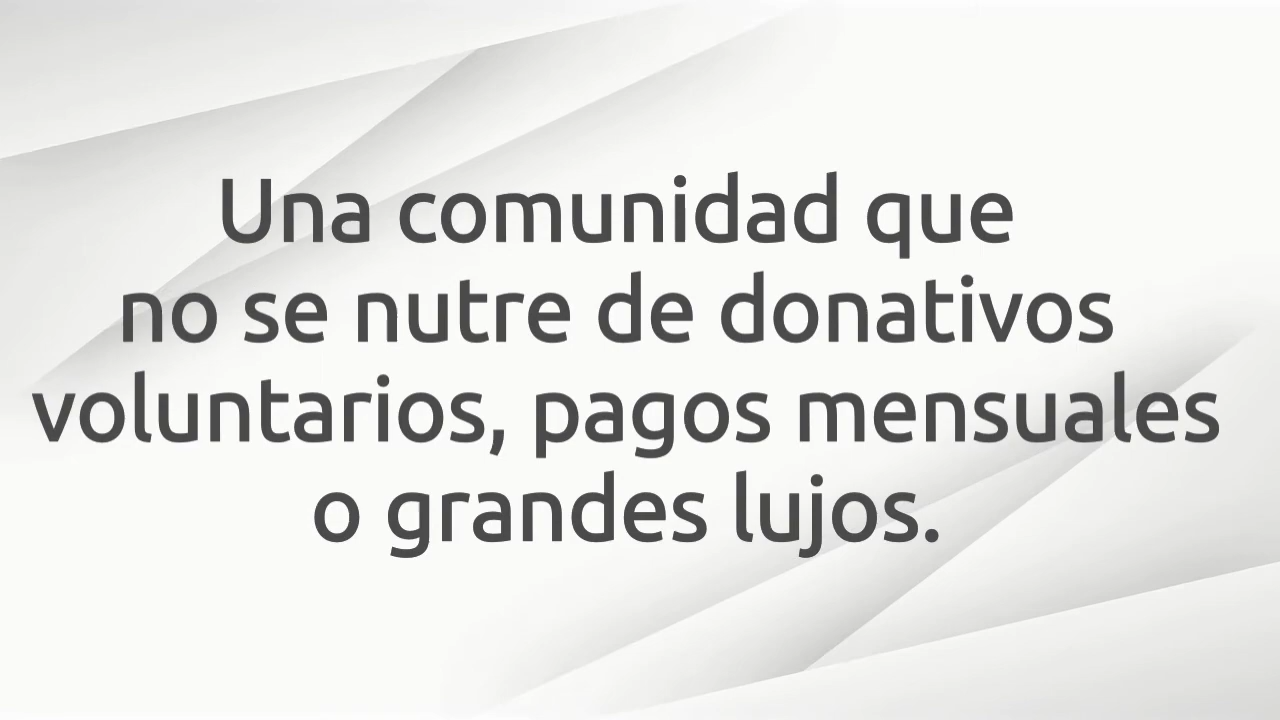 Una comunidad que
no se nutre de donativos
voluntarios, pagos mensuales
o grandes lujos.